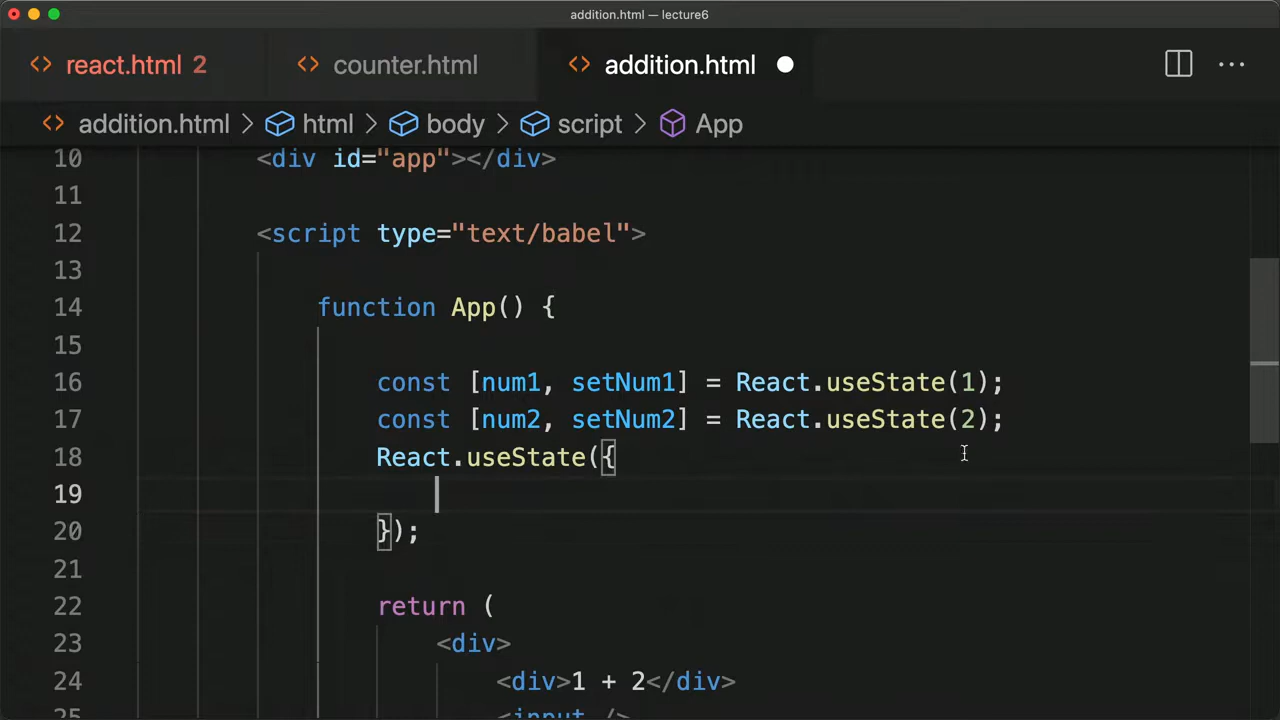 addition.html — lecture6
react.html 2 counter.html addition.html
addition.html > html > body > script > App
10 <div id="app"></div>
11
12 <script type="text/babel">
13
14 function App() {
15
16 const [num1, setNum1] = React.useState(1);
17 const [num2, setNum2] = React.useState(2);
18 React.useState({
19
20 });
21
22 return (
23 <div>
24 <div>1 + 2</div>
25 <input />